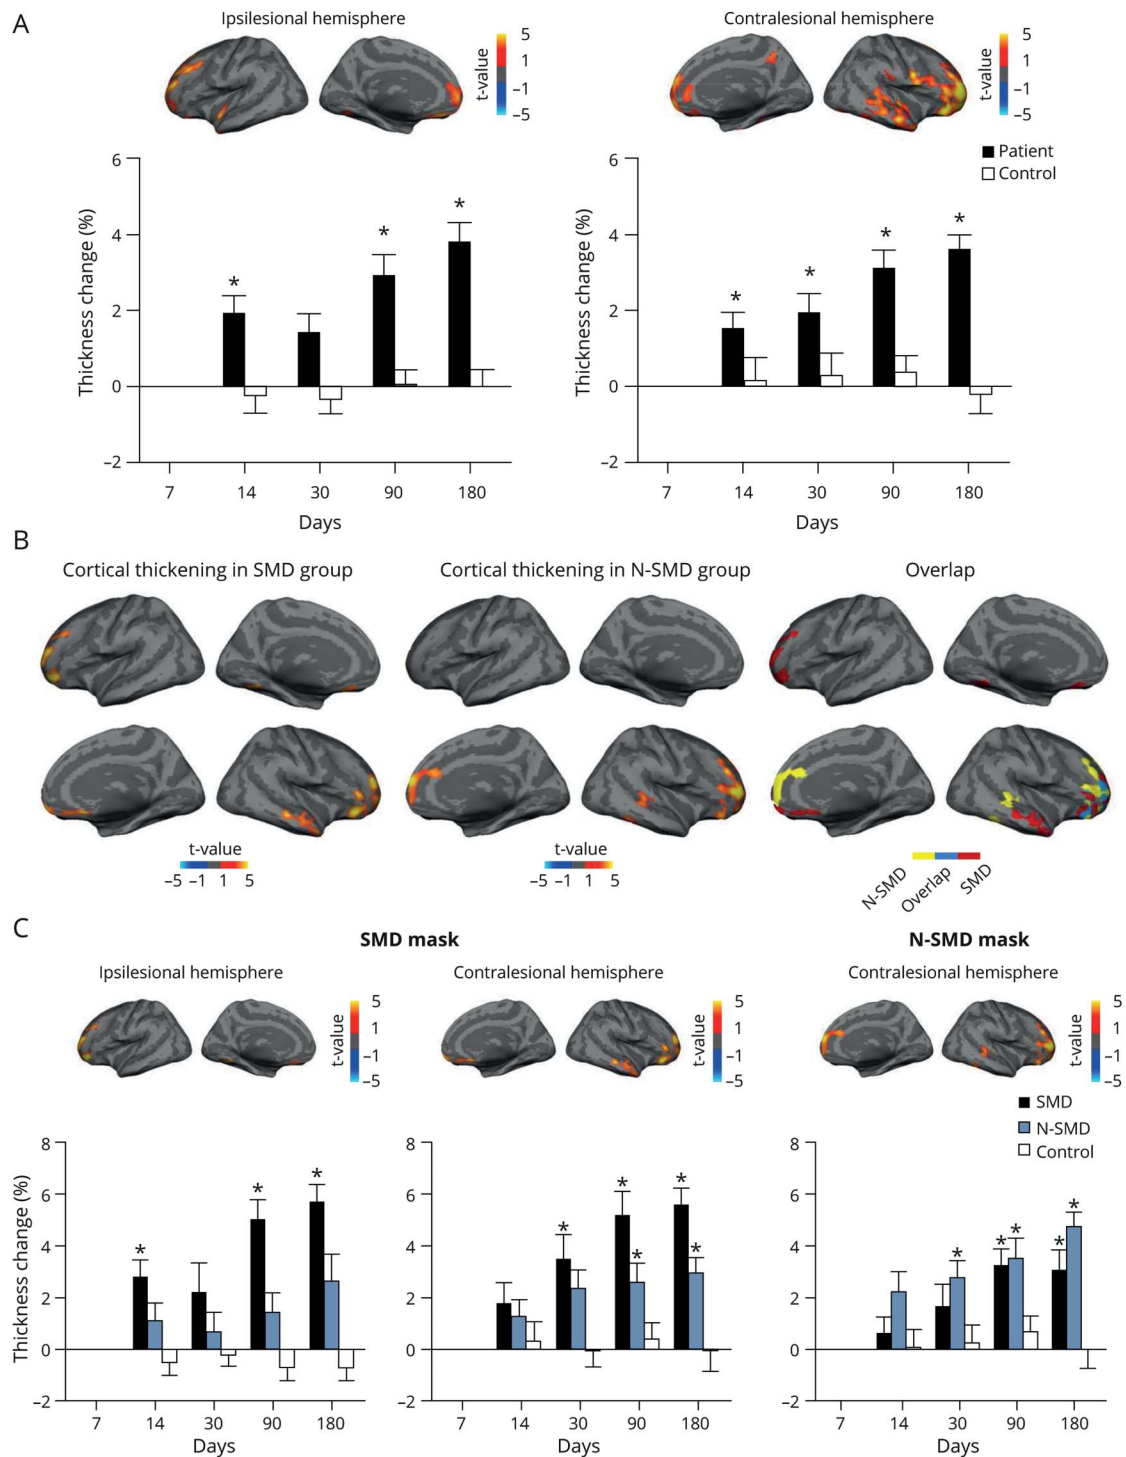 A
Ipsilesional hemisphere
t-value
5
1
−1
−5
Contralesional hemisphere
t-value
5
1
−1
−5
Patient
Control
Thickness change (%)
6
4
2
0
−2
*
*
*
7 14 30 90 180
Days
Thickness change (%)
6
4
2
0
−2
*
*
*
*
7 14 30 90 180
Days
B
Cortical thickening in SMD group
Cortical thickening in N-SMD group
Overlap
t-value
−5 −1 1 5
t-value
−5 −1 1 5
N-SMD
Overlap
SMD
C
SMD mask
N-SMD mask
Ipsilesional hemisphere
Contralesional hemisphere
Contralesional hemisphere
t-value
5
1
−1
−5
t-value
5
1
−1
−5
t-value
5
1
−1
−5
SMD
N-SMD
Control
Thickness change (%)
8
6
4
2
0
−2
*
*
*
7 14 30 90 180
Days
8
6
4
2
0
−2
*
*
*
*
*
7 14 30 90 180
Days
8
6
4
2
0
−2
*
*
*
*
*
7 14 30 90 180
Days